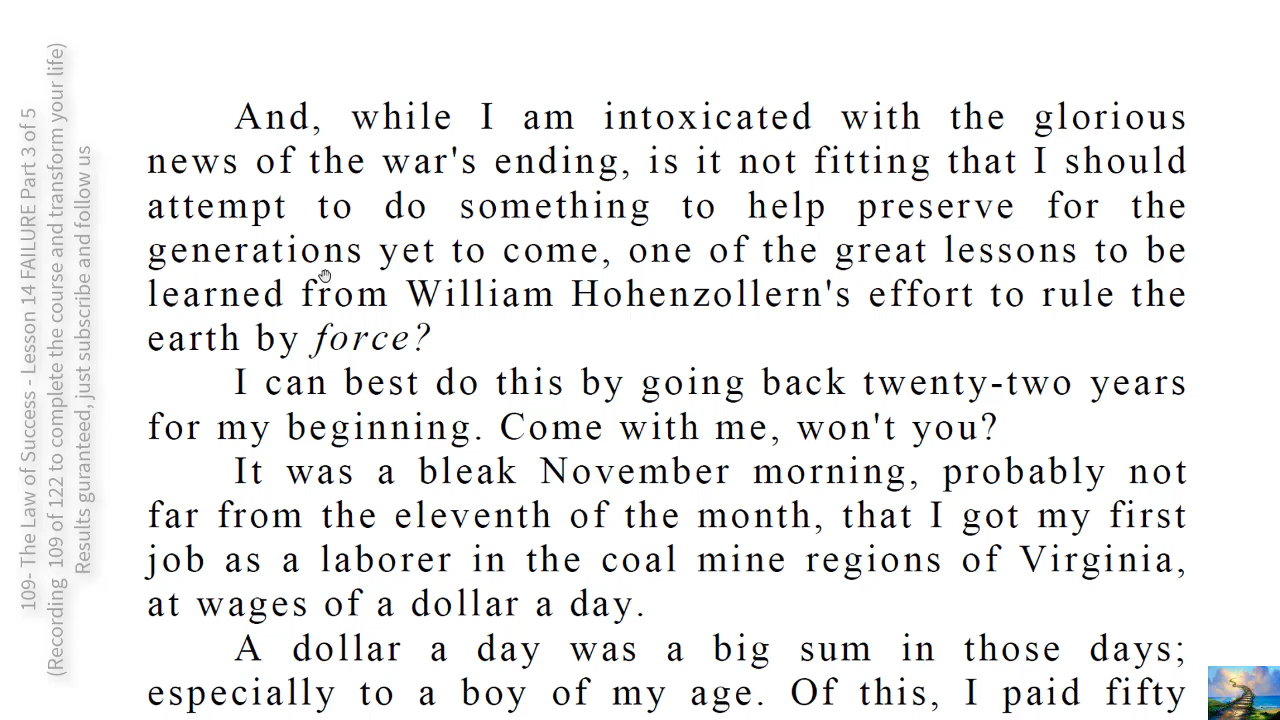 109- The Law of Success - Lesson 14 FAILURE Part 3 of 5
(Recording 109 of 122 to complete the course and transform your life)
Results guranteed, just subscribe and follow us
And, while I am intoxicated with the glorious
news of the war's ending, is it not fitting that I should
attempt to do something to help preserve for the
generations yet to come, one of the great lessons to be
learned from William Hohenzollern's effort to rule the
earth by force?
I can best do this by going back twenty-two years
for my beginning. Come with me, won't you?
It was a bleak November morning, probably not
far from the eleventh of the month, that I got my first
job as a laborer in the coal mine regions of Virginia,
at wages of a dollar a day.
A dollar a day was a big sum in those days;
especially to a boy of my age. Of this, I paid fifty